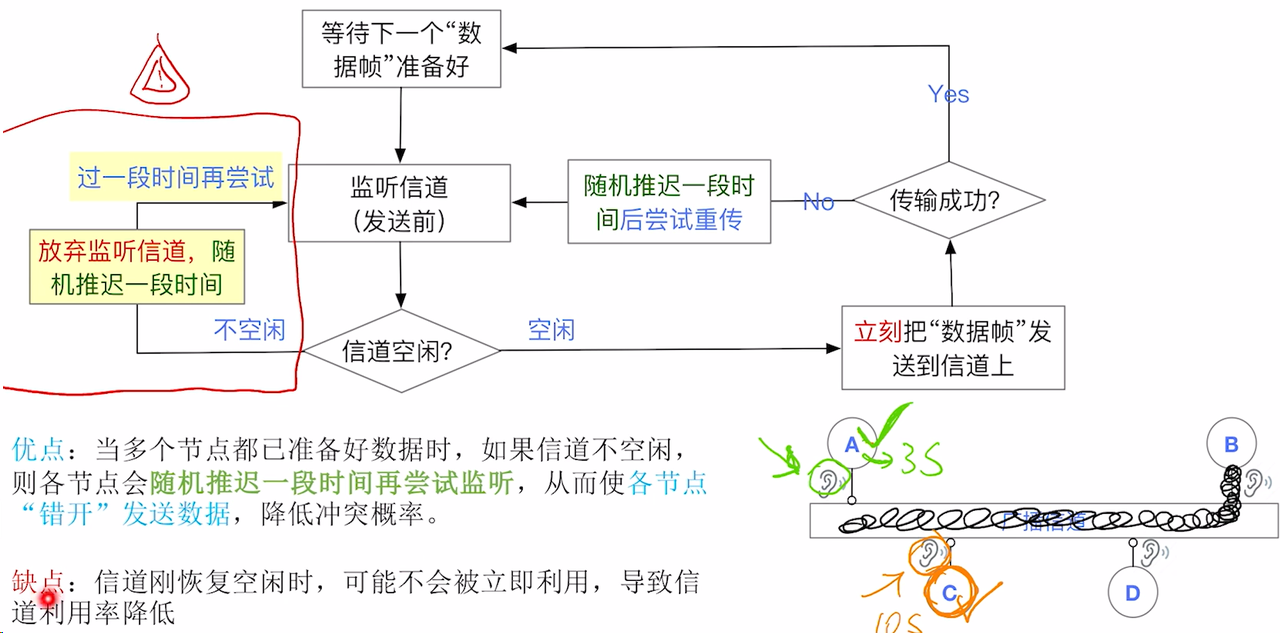 等待下一个“数
据帧”准备好
Yes
过一段时间再尝试
监听信道
（发送前）
随机推迟一段时
间后尝试重传
No
传输成功?
放弃监听信道，随
机推迟一段时间
不空闲
信道空闲?
空闲
立刻把“数据帧”发
送到信道上
优点：当多个节点都已准备好数据时，如果信道不空闲，
则各节点会随机推迟一段时间再尝试监听，从而使各节点
“错开”发送数据，降低冲突概率。
缺点：信道刚恢复空闲时，可能不会被立即利用，导致信
道利用率降低
A
3S
B
广播信道
C
D
10S